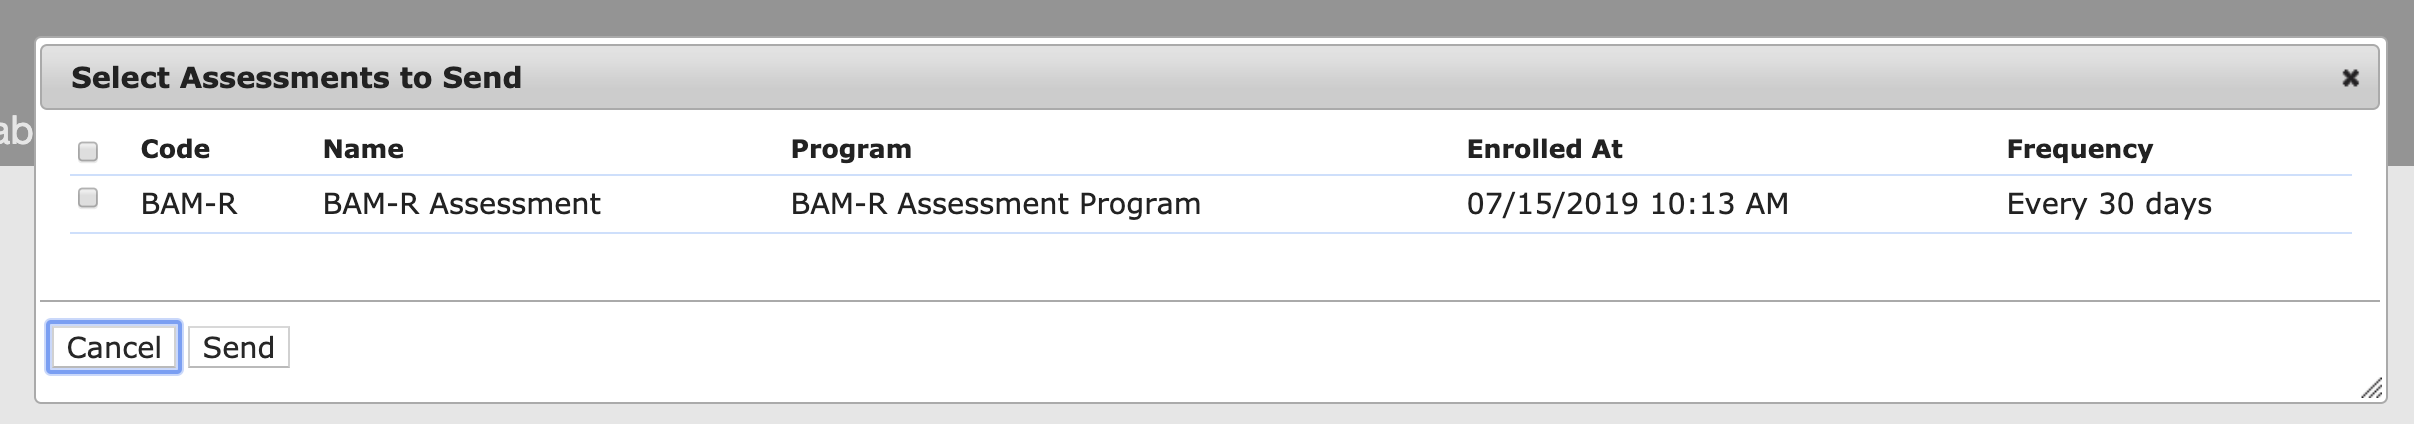 Select Assessments to Send
ab
Code Name Program Enrolled At Frequency
BAM-R BAM-R Assessment BAM-R Assessment Program 07/15/2019 10:13 AM Every 30 days
Cancel Send